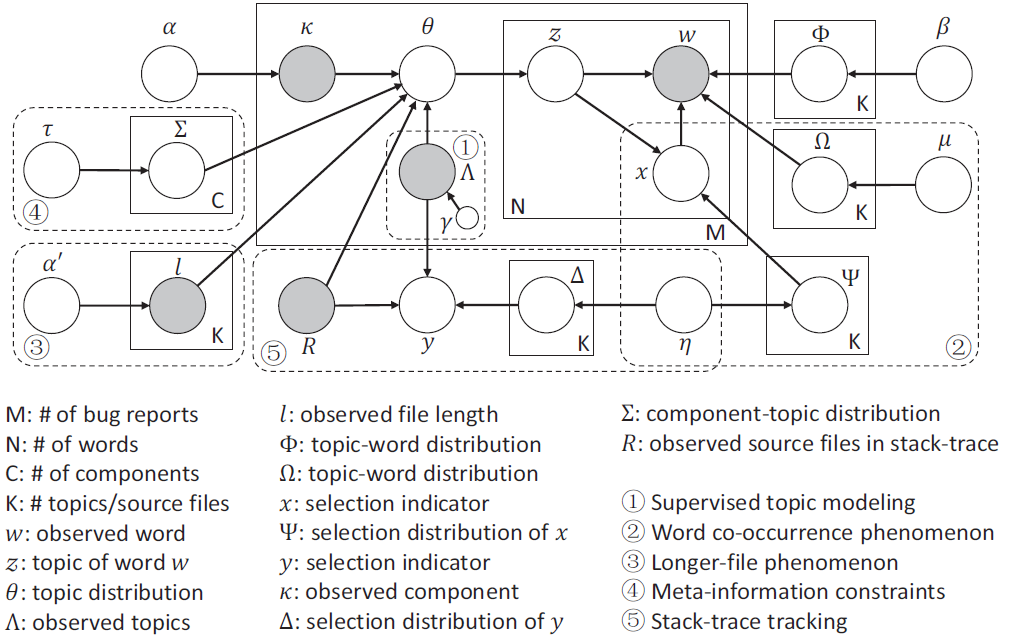 α κ θ z w Φ β
K
τ Σ ① Λ x Ω μ
④ C γ N K
M
α′ l Δ Ψ
③ K ⑤ R y K η K ②
M: # of bug reports
N: # of words
C: # of components
K: # topics/source files
w: observed word
z: topic of word w
θ: topic distribution
Λ: observed topics
l: observed file length
Φ: topic-word distribution
Ω: topic-word distribution
x: selection indicator
Ψ: selection distribution of x
y: selection indicator
κ: observed component
Δ: selection distribution of y
Σ: component-topic distribution
R: observed source files in stack-trace
① Supervised topic modeling
② Word co-occurrence phenomenon
③ Longer-file phenomenon
④ Meta-information constraints
⑤ Stack-trace tracking